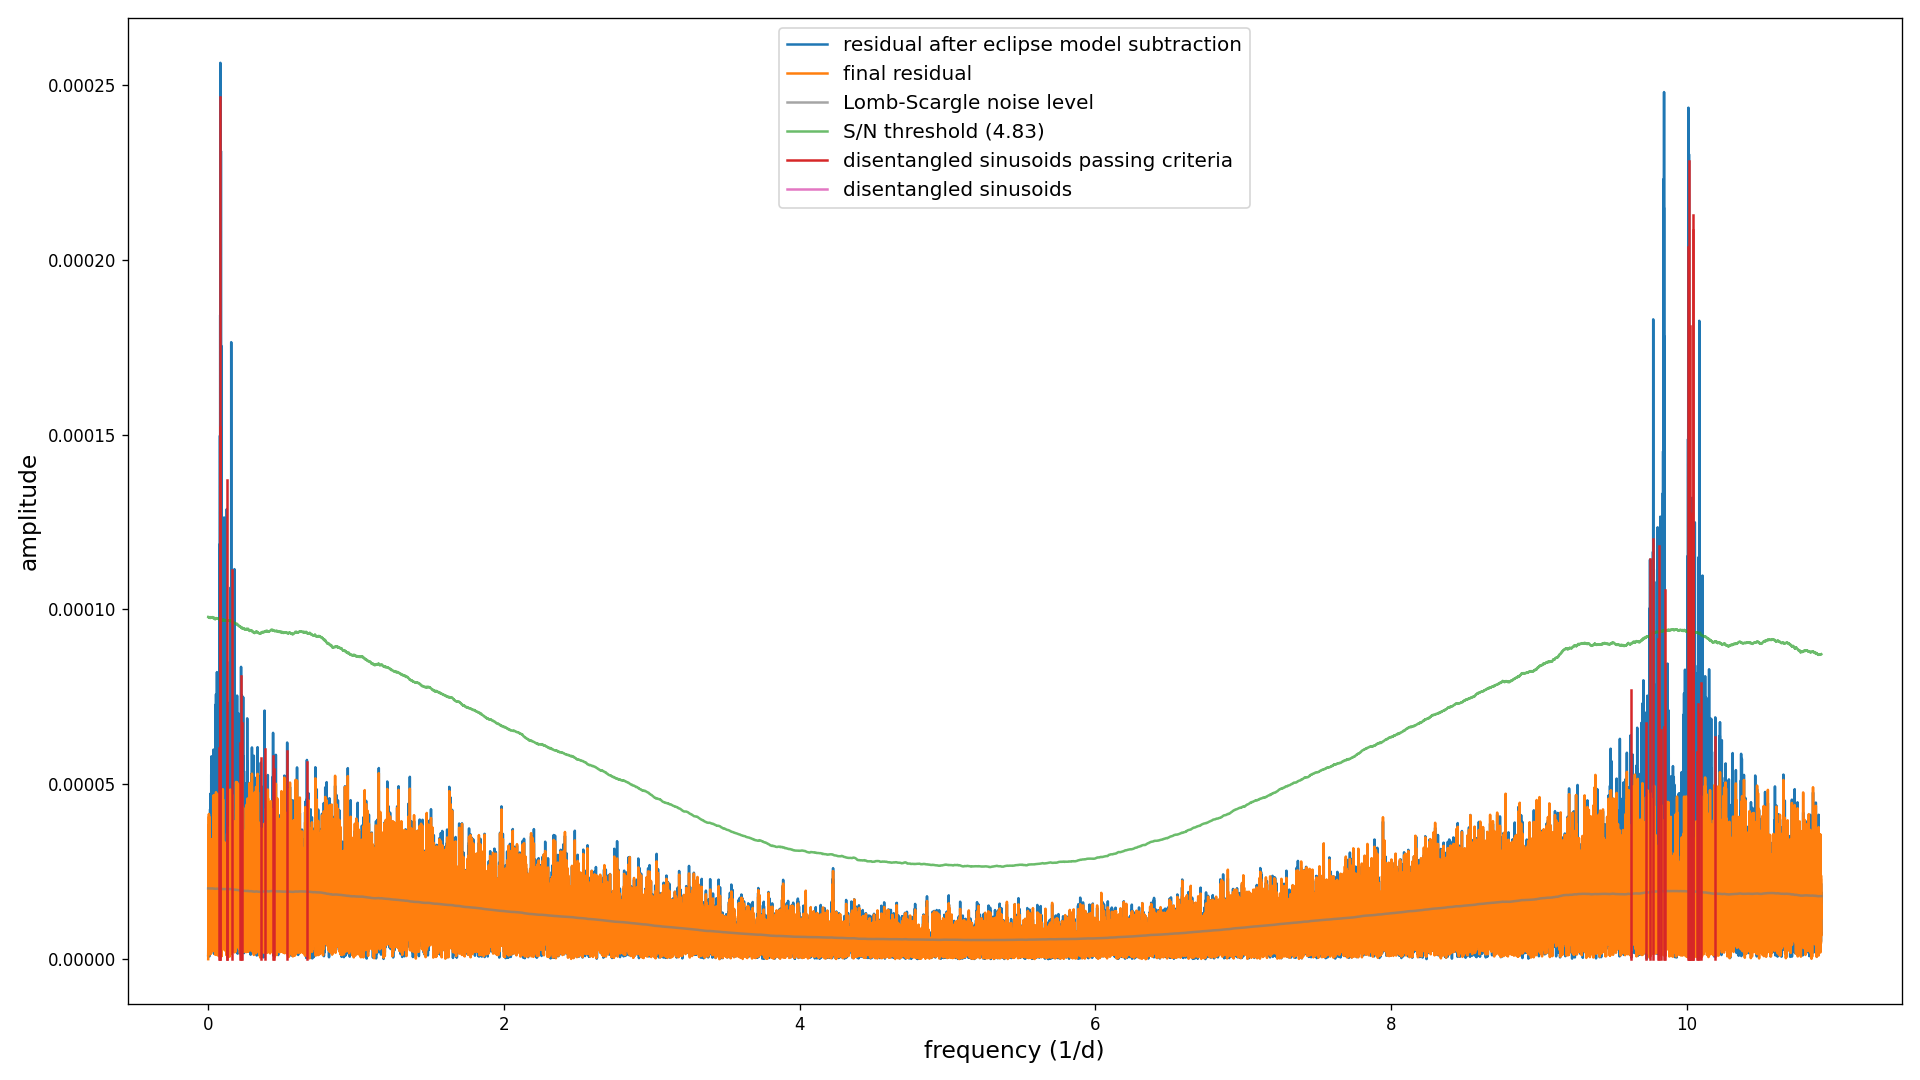 residual after eclipse model subtraction
final residual
Lomb-Scargle noise level
S/N threshold (4.83)
disentangled sinusoids passing criteria
disentangled sinusoids
amplitude
0.00025
0.00020
0.00015
0.00010
0.00005
0.00000
0 2 4 6 8 10
frequency (1/d)